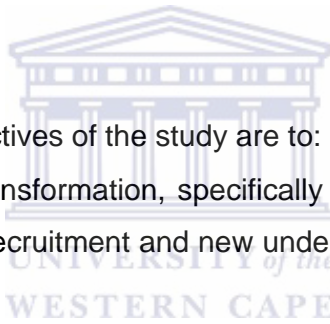 ctives of the study are to:
nsformation, specifically
ecruitment and new unde
UNIVERSITY of the
WESTERN CAPE